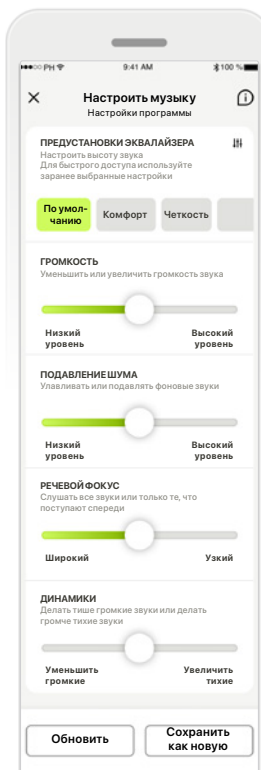 PH 9:41 AM 100 %
Настроить музыку
Настройки программы
ПРЕДУСТАНОВКИ ЭКВАЛАЙЗЕРА
Настроить высоту звука
Для быстрого доступа используйте
заранее выбранные настройки
По умол-
чанию
Комфорт
Четкость
ГРОМКОСТЬ
Уменьшить или увеличить громкость звука
Низкий
уровень
Высокий
уровень
ПОДАВЛЕНИЕ ШУМА
Улавливать или подавлять фоновые звуки
Низкий
уровень
Высокий
уровень
РЕЧЕВОЙ ФОКУС
Слушать все звуки или только те, что
поступают спереди
Широкий
Узкий
ДИНАМИКИ
Делать тише громкие звуки или делать
громче тихие звуки
Уменьшить
громкие
Увеличить
тихие
Обновить
Сохранить
как новую